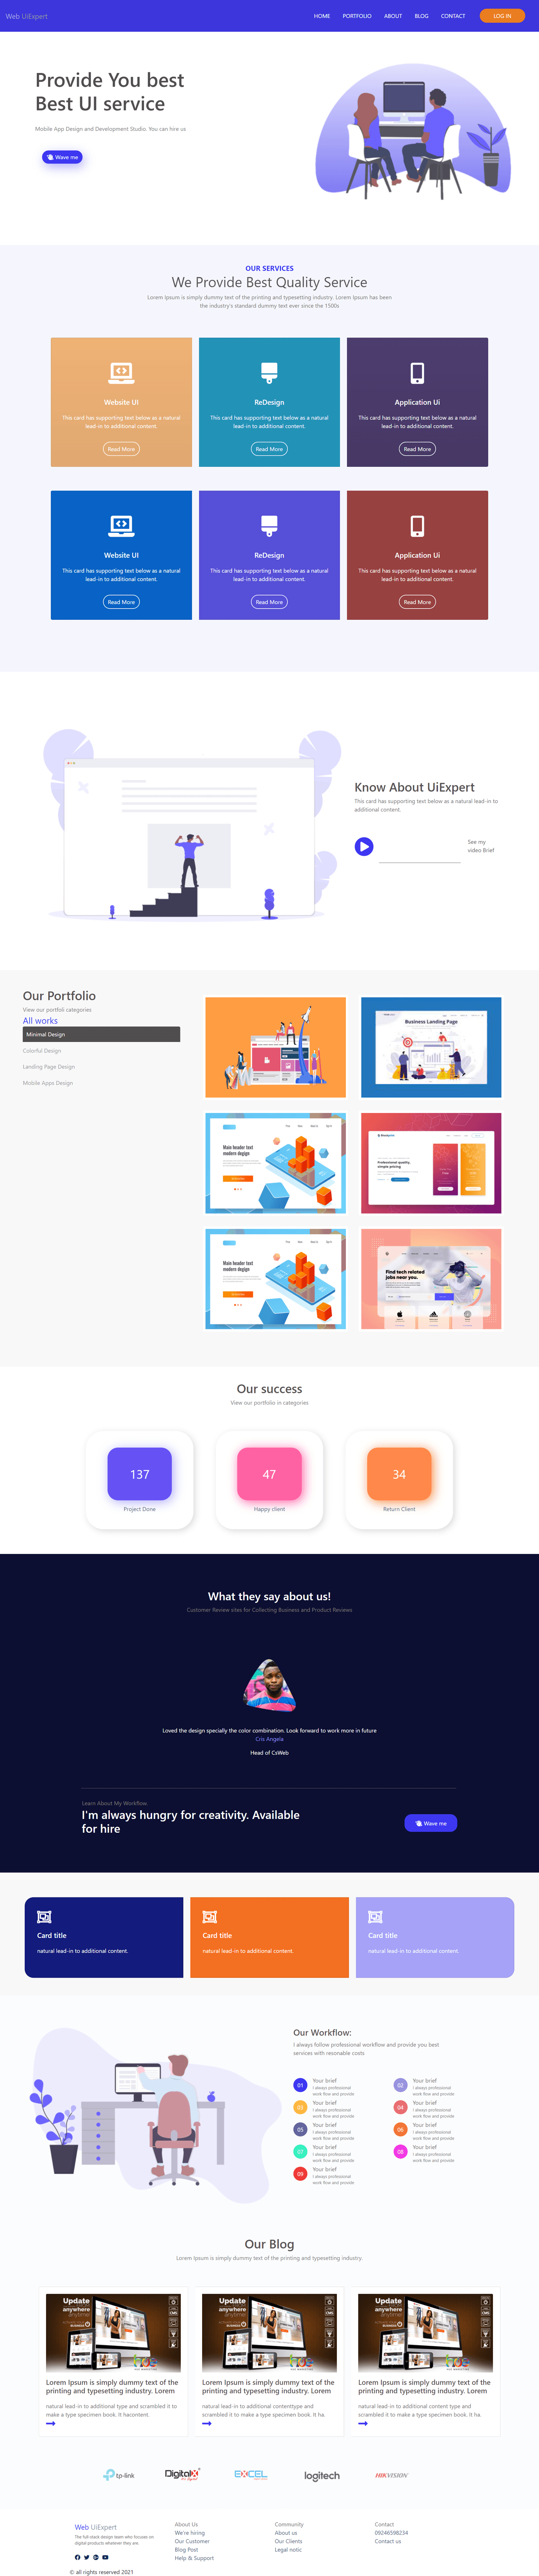 Web UiExpert
HOME
PORTFOLIO
ABOUT
BLOG
CONTACT
LOG IN
Provide You best
Best UI service
Mobile App Design and Development Studio. You can hire us
Wave me
OUR SERVICES
We Provide Best Quality Service
Lorem Ipsum is simply dummy text of the printing and typesetting industry. Lorem Ipsum has been
the industry's standard dummy text ever since the 1500s
Website UI
This card has supporting text below as a natural
lead-in to additional content.
Read More
ReDesign
This card has supporting text below as a natural
lead-in to additional content.
Read More
Application Ui
This card has supporting text below as a natural
lead-in to additional content.
Read More
Website UI
This card has supporting text below as a natural
lead-in to additional content.
Read More
ReDesign
This card has supporting text below as a natural
lead-in to additional content.
Read More
Application Ui
This card has supporting text below as a natural
lead-in to additional content.
Read More
Know About UiExpert
This card has supporting text below as a natural lead-in to
additional content.
See my
video Brief
Our Portfolio
View our portfoli categories
All works
Minimal Design
Colorful Design
Landing Page Design
Mobile Apps Design
Business Landing Page
Main header text
modern degign
Professional quality,
simple pricing
Main header text
modern degign
Find tech related
jobs near you.
Our success
View our portfolio in categories
137
Project Done
47
Happy client
34
Return Client
What they say about us!
Customer Review sites for Collecting Business and Product Reviews
Loved the design specially the color combination. Look forward to work more in future
Cris Angela
Head of CsWeb
Learn About My Workflow
I'm always hungry for creativity. Available
for hire
Wave me
Card title
natural lead-in to additional content.
Card title
natural lead-in to additional content.
Card title
natural lead-in to additional content.
Our Workflow:
I always follow professional workflow and provide you best
services with resonable costs
01
Your brief
I always professional
work flow and provide
02
Your brief
I always professional
work flow and provide
03
Your brief
I always professional
work flow and provide
04
Your brief
I always professional
work flow and provide
05
Your brief
I always professional
work flow and provide
06
Your brief
I always professional
work flow and provide
07
Your brief
I always professional
work flow and provide
08
Your brief
I always professional
work flow and provide
09
Your brief
I always professional
work flow and provide
Our Blog
Lorem Ipsum is simply dummy text of the printing and typesetting industry.
Update
anywhere
anytime
Lorem Ipsum is simply dummy text of the
printing and typesetting industry. Lorem
natural lead-in to additional type and scrambled it to
make a type specimen book. It hacontent.
Update
anywhere
anytime
Lorem Ipsum is simply dummy text of the
printing and typesetting industry. Lorem
natural lead-in to additional contenttype and
scrambled it to make a type specimen book. It ha.
Update
anywhere
anytime
Lorem Ipsum is simply dummy text of the
printing and typesetting industry. Lorem
natural lead-in to additional content type and
scrambled it to make a type specimen book. It ha.
tp-link
DigitalX
EXCEL
logitech
HIKVISION
Web UiExpert
The full-stack design team who focuses on
digital products whatever they are.
About Us
We're hiring
Our Customer
Blog Post
Help & Support
Community
About us
Our Clients
Legal notic
Contact
09246598234
Contact us
© all rights reserved 2021